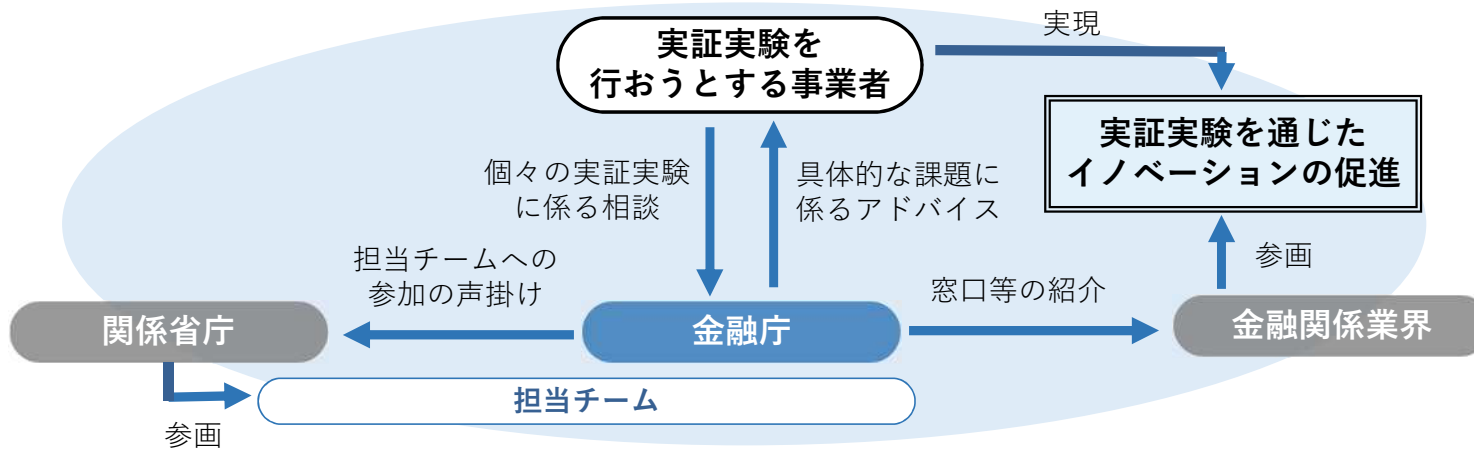 実証実験を
行おうとする事業者
実現
実証実験を通じた
イノベーションの促進
個々の実証実験
に係る相談
具体的な課題に
係るアドバイス
担当チームへの
参加の声掛け
窓口等の紹介
参画
関係省庁
金融庁
金融関係業界
担当チーム
参画